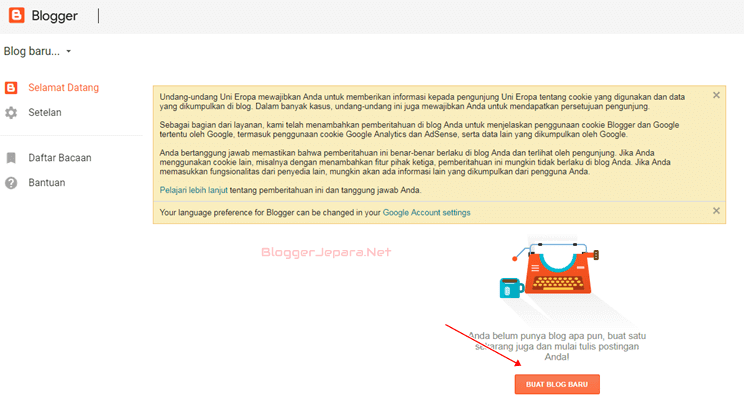 Blogger
Blog baru...
Selamat Datang
Setelan
Daftar Bacaan
Bantuan
Undang-undang Uni Eropa mewajibkan Anda untuk memberikan informasi kepada pengunjung Uni Eropa tentang cookie yang digunakan dan data
yang dikumpulkan di blog. Dalam banyak kasus, undang-undang ini juga mewajibkan Anda untuk mendapatkan persetujuan pengunjung.
Sebagai bagian dari layanan, kami telah menambahkan pemberitahuan di blog Anda untuk menjelaskan penggunaan cookie Blogger dan Google
tertentu oleh Google, termasuk penggunaan cookie Google Analytics dan AdSense, serta data lain yang dikumpulkan oleh Google.
Anda bertanggung jawab memastikan bahwa pemberitahuan ini benar-benar berlaku di blog Anda dan terlihat oleh pengunjung. Jika Anda
menggunakan cookie lain, misalnya dengan menambahkan fitur pihak ketiga, pemberitahuan ini mungkin tidak berlaku di blog Anda. Jika Anda
memasukkan fungsionalitas dari penyedia lain, mungkin akan ada informasi lain yang dikumpulkan dari pengguna Anda.
Pelajari lebih lanjut tentang pemberitahuan ini dan tanggung jawab Anda.
Your language preference for Blogger can be changed in your Google Account settings
BloggerJepara.Net
Anda belum punya blog apa pun, buat satu
sekarang juga dan mulai tulis postingan
Anda!
BUAT BLOG BARU